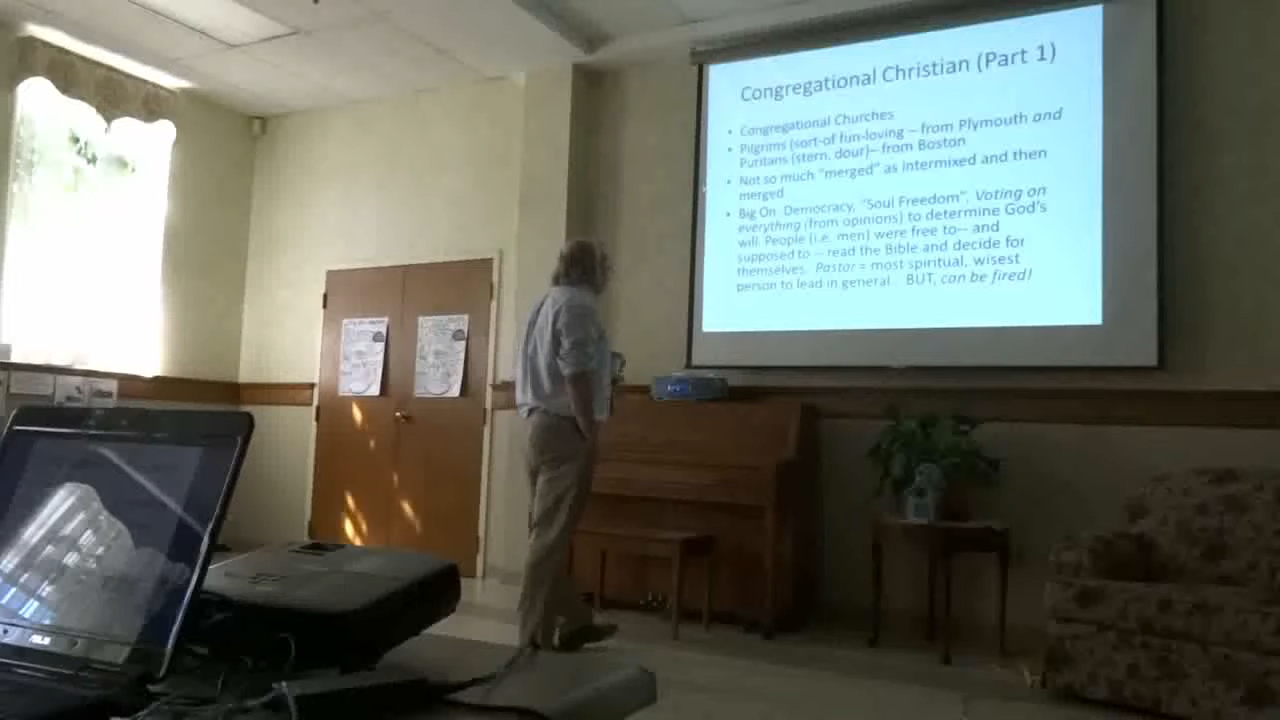 Congregational Christian (Part 1)
• Congregational Churches
• Pilgrims (sort-of fun-loving – from Plymouth and
Puritans (stern, dour)– from Boston
• Not so much "merged" as intermixed and then
merged
• Big On: Democracy, "Soul Freedom", Voting on
everything (from opinions) to determine God's
will. People (i.e. men) were free to-- and
supposed to -- read the Bible and decide for
themselves. Pastor = most spiritual, wisest
person to lead in general. BUT, can be fired!
ASUS